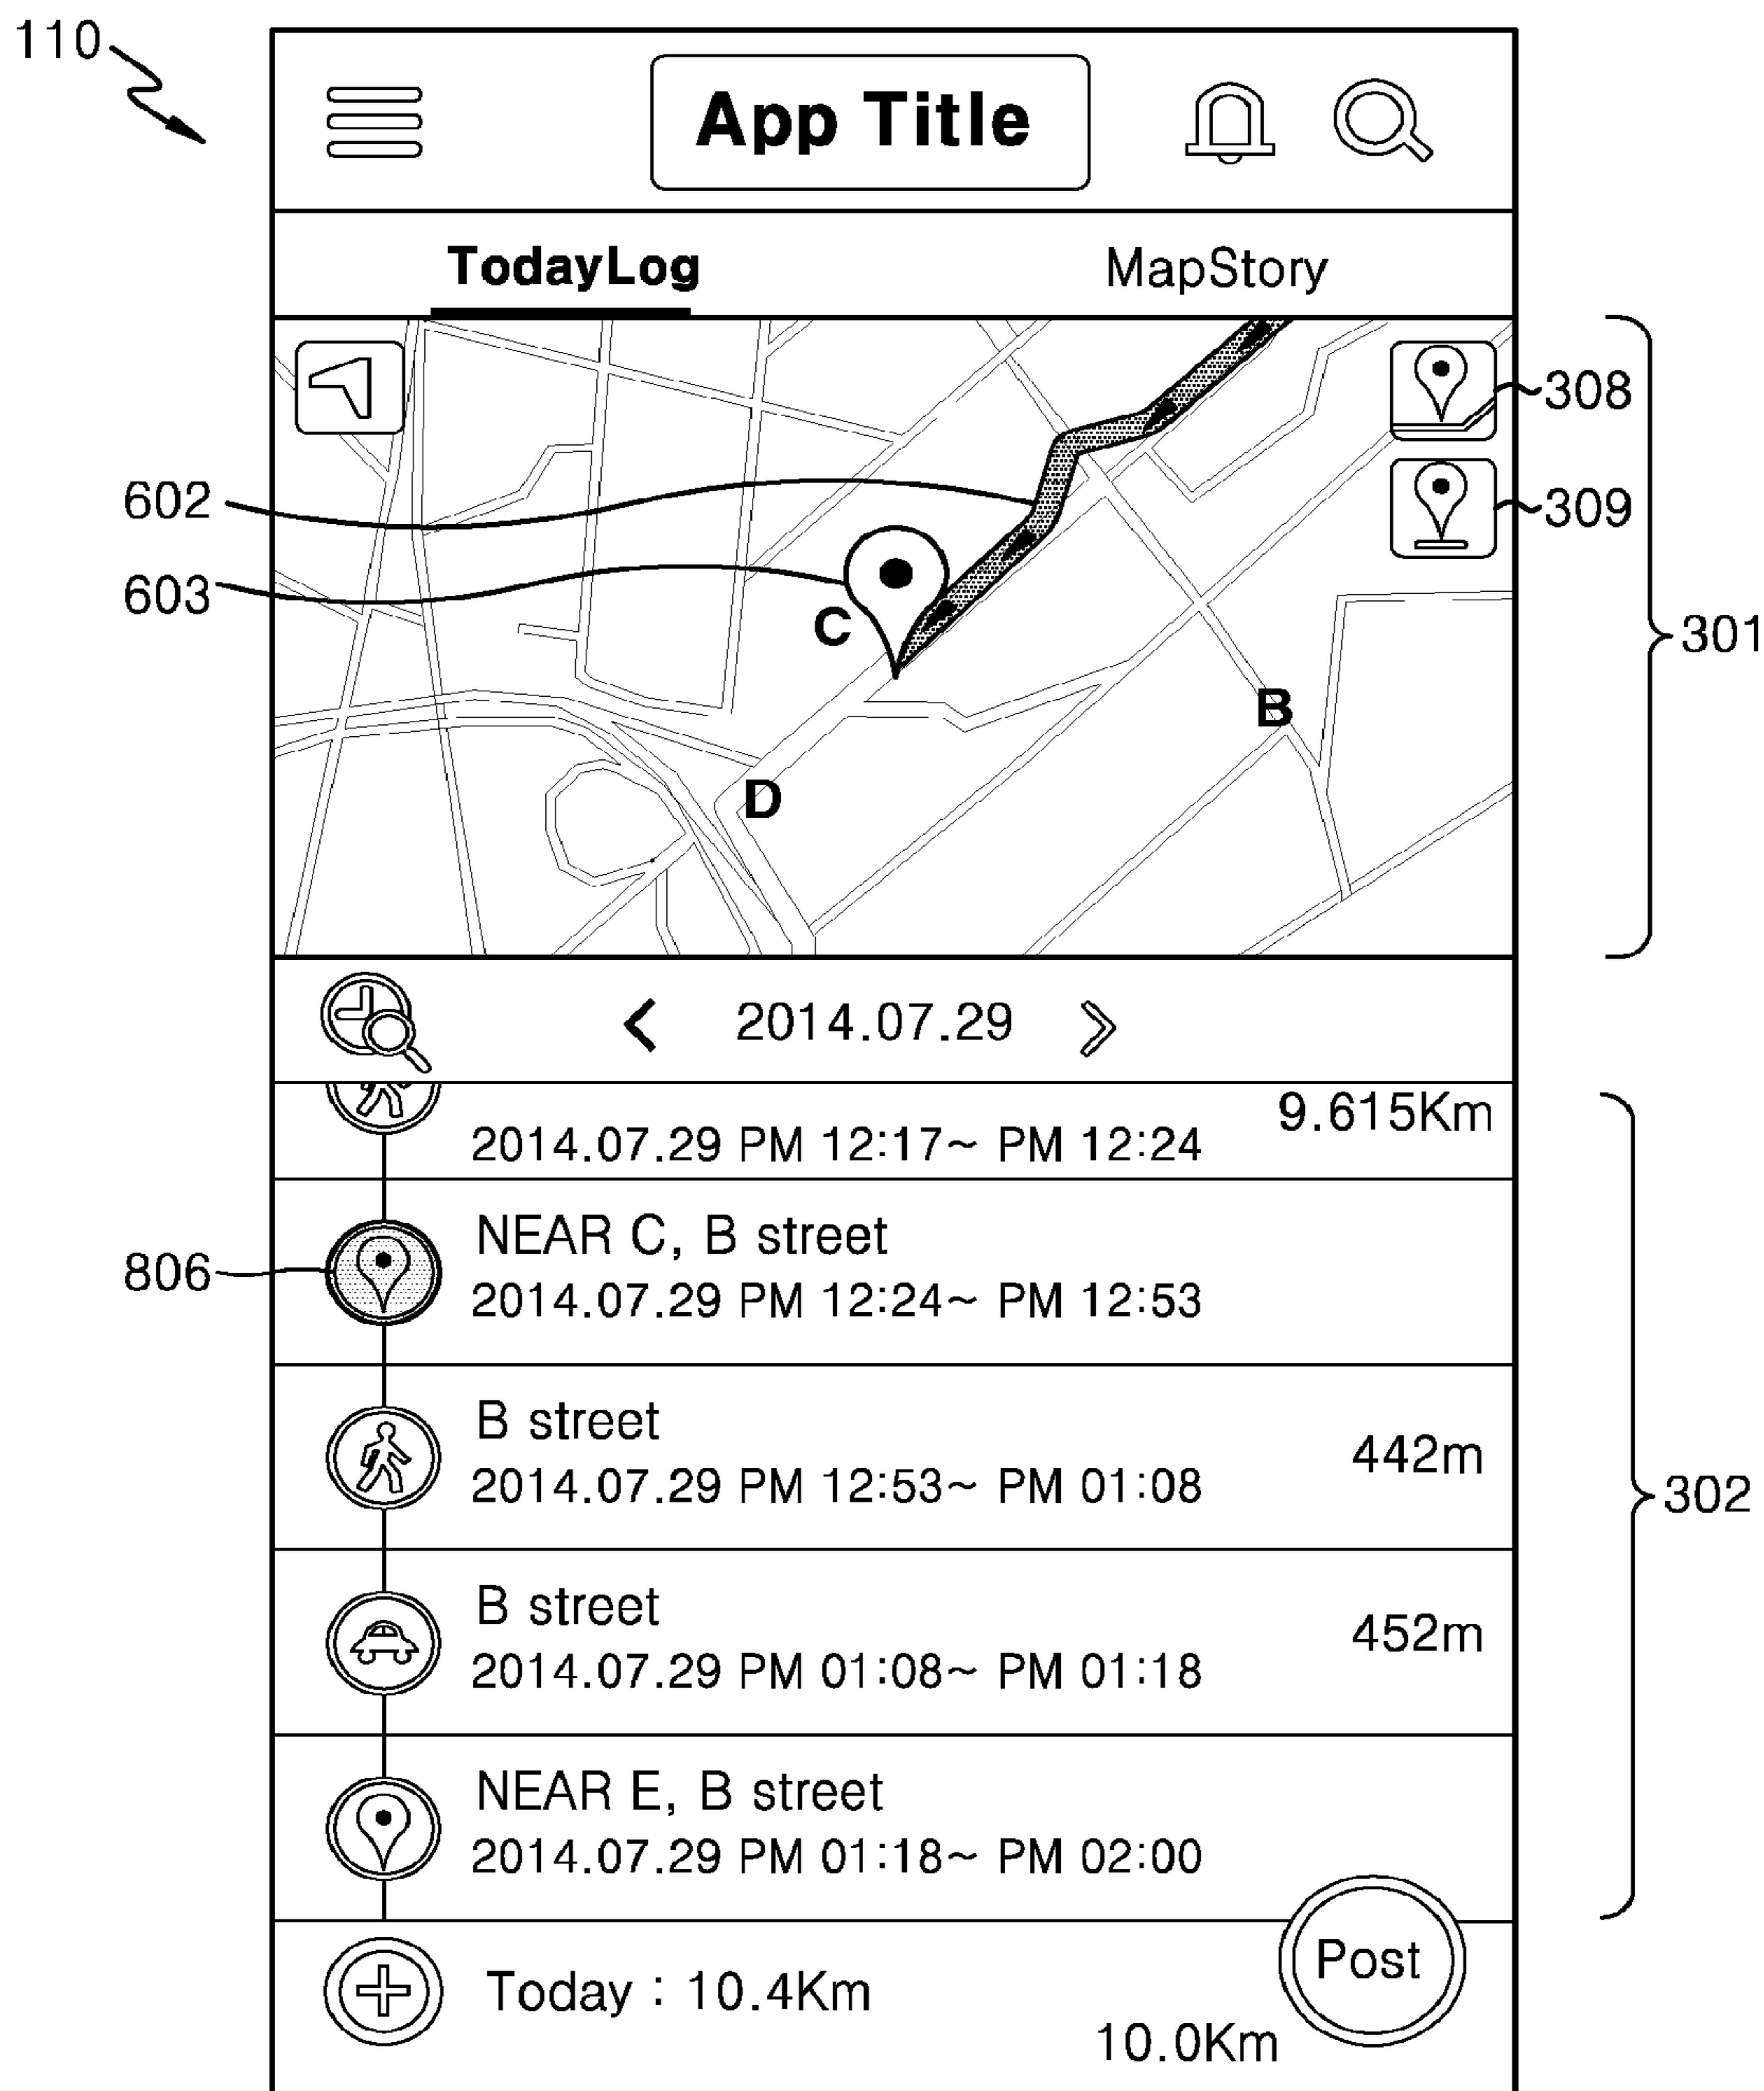 110
App Title
TodayLog MapStory
308
602
309
603
C
301
B
D
2014.07.29
9.615Km
2014.07.29 PM 12:17~ PM 12:24
NEAR C, B street
806
2014.07.29 PM 12:24~ PM 12:53
B street
442m
2014.07.29 PM 12:53~ PM 01:08
302
B street
452m
2014.07.29 PM 01:08~ PM 01:18
NEAR E, B street
2014.07.29 PM 01:18~ PM 02:00
Post
Today : 10.4Km
10.0Km